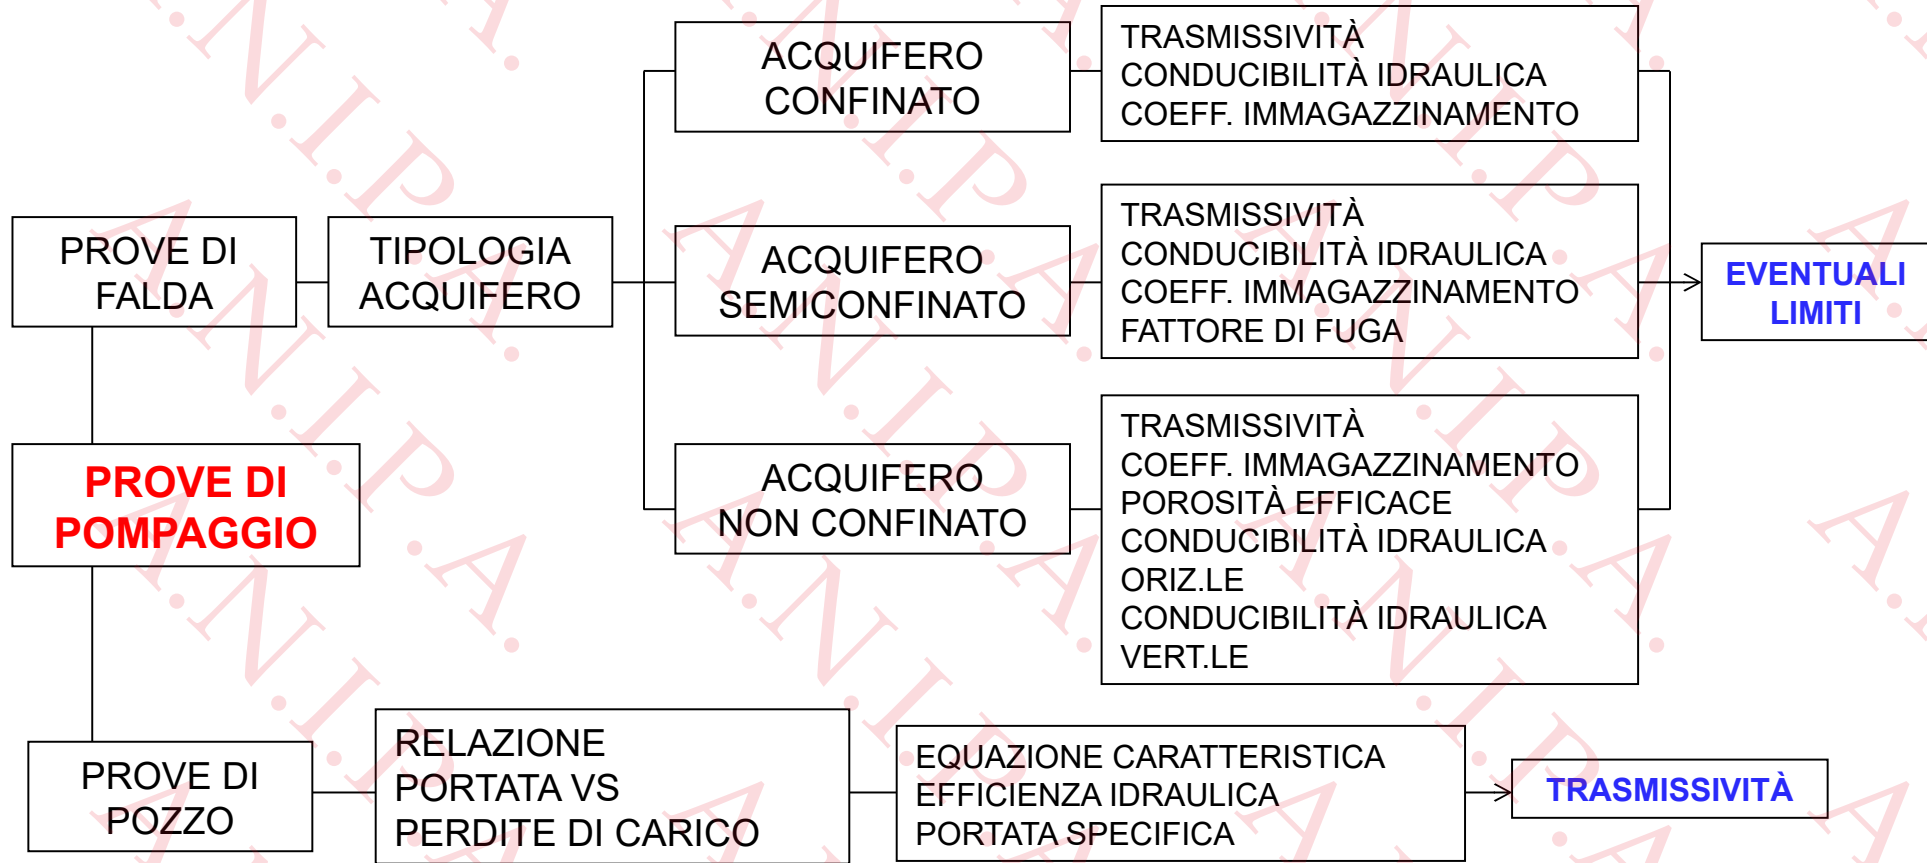 PROVE DI
FALDA
TIPOLOGIA
ACQUIFERO
ACQUIFERO
CONFINATO
TRASMISSIVITÀ
CONDUCIBILITÀ IDRAULICA
COEFF. IMMAGAZZINAMENTO
ACQUIFERO
SEMICONFINATO
TRASMISSIVITÀ
CONDUCIBILITÀ IDRAULICA
COEFF. IMMAGAZZINAMENTO
FATTORE DI FUGA
ACQUIFERO
NON CONFINATO
TRASMISSIVITÀ
COEFF. IMMAGAZZINAMENTO
POROSITÀ EFFICACE
CONDUCIBILITÀ IDRAULICA
ORIZ.LE
CONDUCIBILITÀ IDRAULICA
VERT.LE
EVENTUALI
LIMITI
PROVE DI
POMPAGGIO
PROVE DI
POZZO
RELAZIONE
PORTATA VS
PERDITE DI CARICO
EQUAZIONE CARATTERISTICA
EFFICIENZA IDRAULICA
PORTATA SPECIFICA
TRASMISSIVITÀ
A.N.I.P.A.